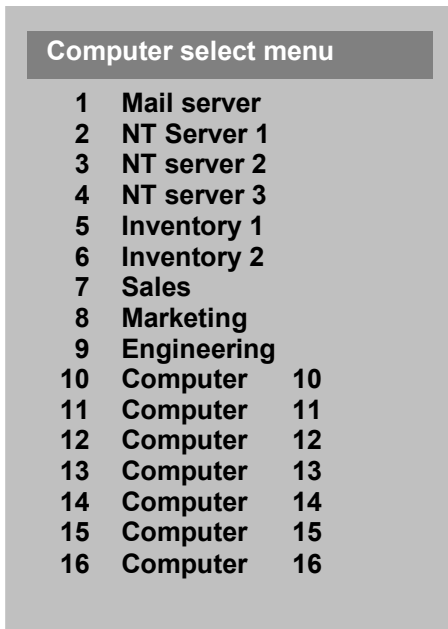 Computer select menu
1 Mail server
2 NT Server 1
3 NT server 2
4 NT server 3
5 Inventory 1
6 Inventory 2
7 Sales
8 Marketing
9 Engineering
10 Computer 10
11 Computer 11
12 Computer 12
13 Computer 13
14 Computer 14
15 Computer 15
16 Computer 16